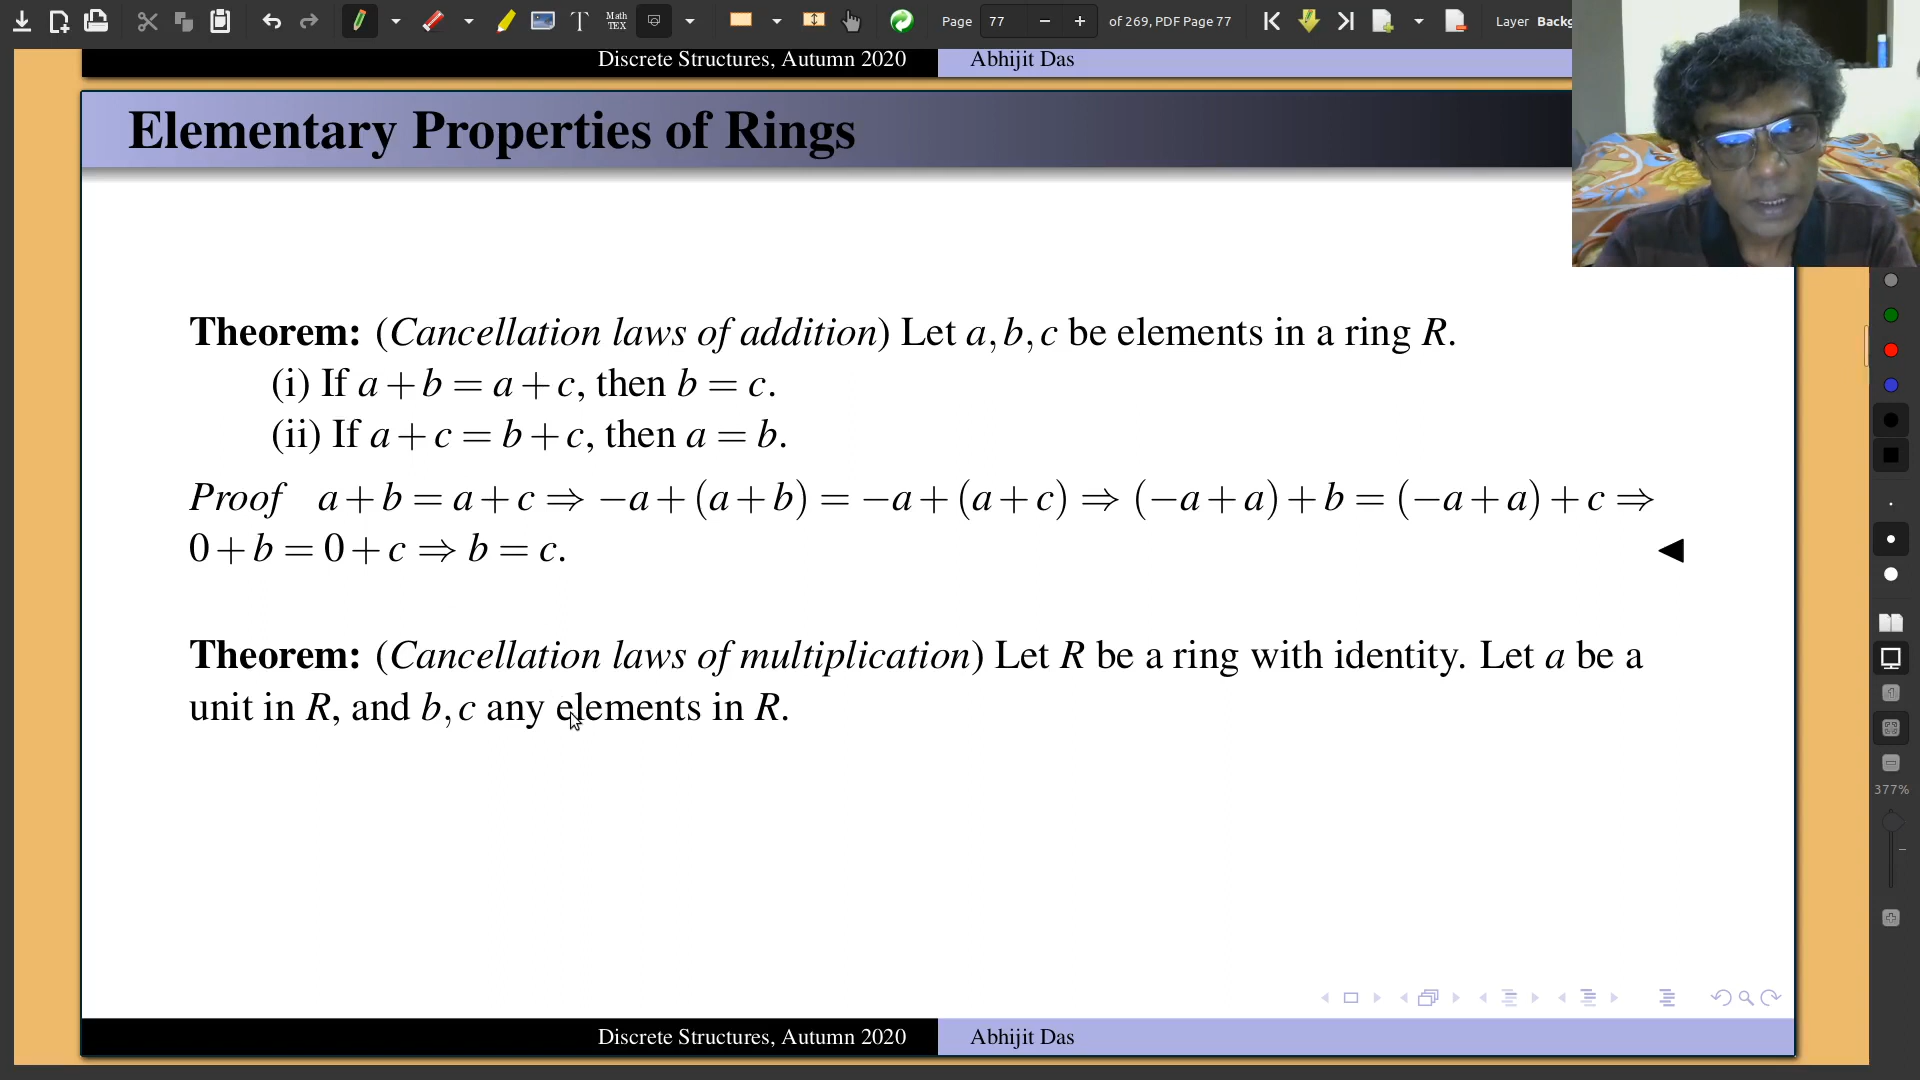 Math
TEX
Page 77 of 269, PDF Page 77
Layer
Discrete Structures, Autumn 2020 Abhijit Das
Elementary Properties of Rings
Theorem: (Cancellation laws of addition) Let a, b, c be elements in a ring R.
(i) If a + b = a + c, then b = c.
(ii) If a + c = b + c, then a = b.
Proof a + b = a + c ⇒ −a + (a + b) = −a + (a + c) ⇒ (−a + a) + b = (−a + a) + c ⇒
0 + b = 0 + c ⇒ b = c.
Theorem: (Cancellation laws of multiplication) Let R be a ring with identity. Let a be a
unit in R, and b, c any elements in R.
377%
Discrete Structures, Autumn 2020 Abhijit Das